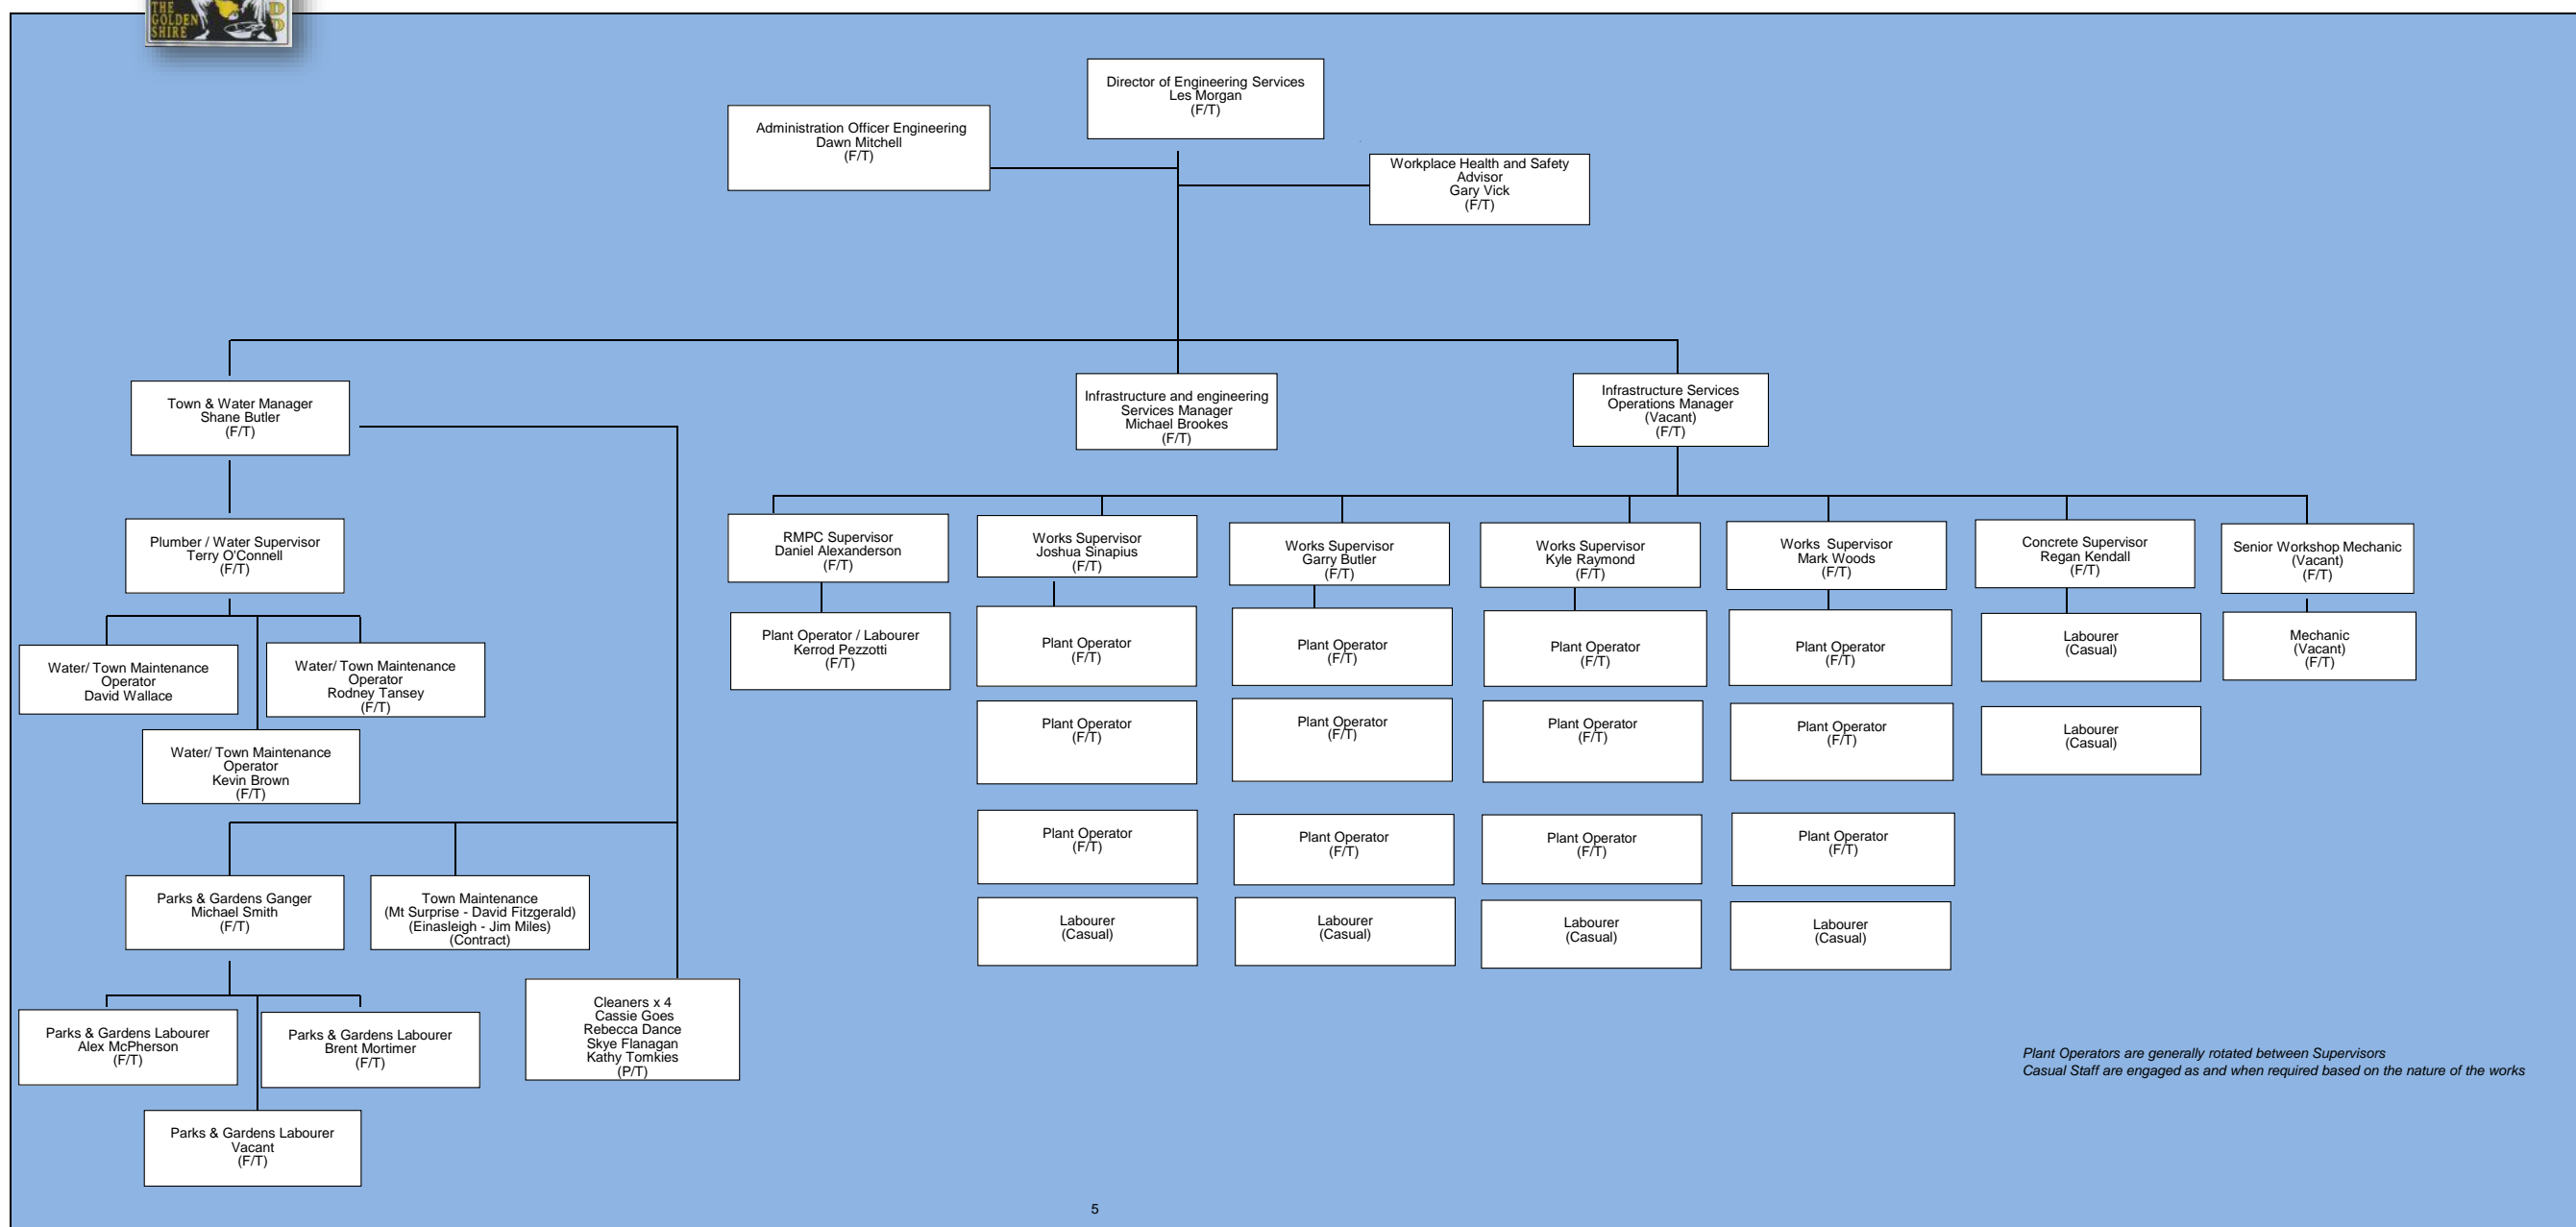 THE
GOLDEN
SHIRE
Director of Engineering Services
Les Morgan
(F/T)
Administration Officer Engineering
Dawn Mitchell
(F/T)
Workplace Health and Safety
Advisor
Gary Vick
(F/T)
Town & Water Manager
Shane Butler
(F/T)
Infrastructure and engineering
Services Manager
Michael Brookes
(F/T)
Infrastructure Services
Operations Manager
(Vacant)
(F/T)
Plumber / Water Supervisor
Terry O'Connell
(F/T)
Water/ Town Maintenance
Operator
David Wallace
Water/ Town Maintenance
Operator
Rodney Tansey
(F/T)
Water/ Town Maintenance
Operator
Kevin Brown
(F/T)
Parks & Gardens Ganger
Michael Smith
(F/T)
Town Maintenance
(Mt Surprise - David Fitzgerald)
(Einasleigh - Jim Miles)
(Contract)
Cleaners x 4
Cassie Goes
Rebecca Dance
Skye Flanagan
Kathy Tomkies
(P/T)
Parks & Gardens Labourer
Alex McPherson
(F/T)
Parks & Gardens Labourer
Brent Mortimer
(F/T)
Parks & Gardens Labourer
Vacant
(F/T)
RMPC Supervisor
Daniel Alexanderson
(F/T)
Plant Operator / Labourer
Kerrod Pezzotti
(F/T)
Works Supervisor
Joshua Sinapius
(F/T)
Plant Operator
(F/T)
Plant Operator
(F/T)
Plant Operator
(F/T)
Labourer
(Casual)
Works Supervisor
Garry Butler
(F/T)
Plant Operator
(F/T)
Plant Operator
(F/T)
Plant Operator
(F/T)
Labourer
(Casual)
Works Supervisor
Kyle Raymond
(F/T)
Plant Operator
(F/T)
Plant Operator
(F/T)
Plant Operator
(F/T)
Labourer
(Casual)
Works Supervisor
Mark Woods
(F/T)
Plant Operator
(F/T)
Plant Operator
(F/T)
Plant Operator
(F/T)
Labourer
(Casual)
Concrete Supervisor
Regan Kendall
(F/T)
Labourer
(Casual)
Labourer
(Casual)
Senior Workshop Mechanic
(Vacant)
(F/T)
Mechanic
(Vacant)
(F/T)
Plant Operators are generally rotated between Supervisors
Casual Staff are engaged as and when required based on the nature of the works
5